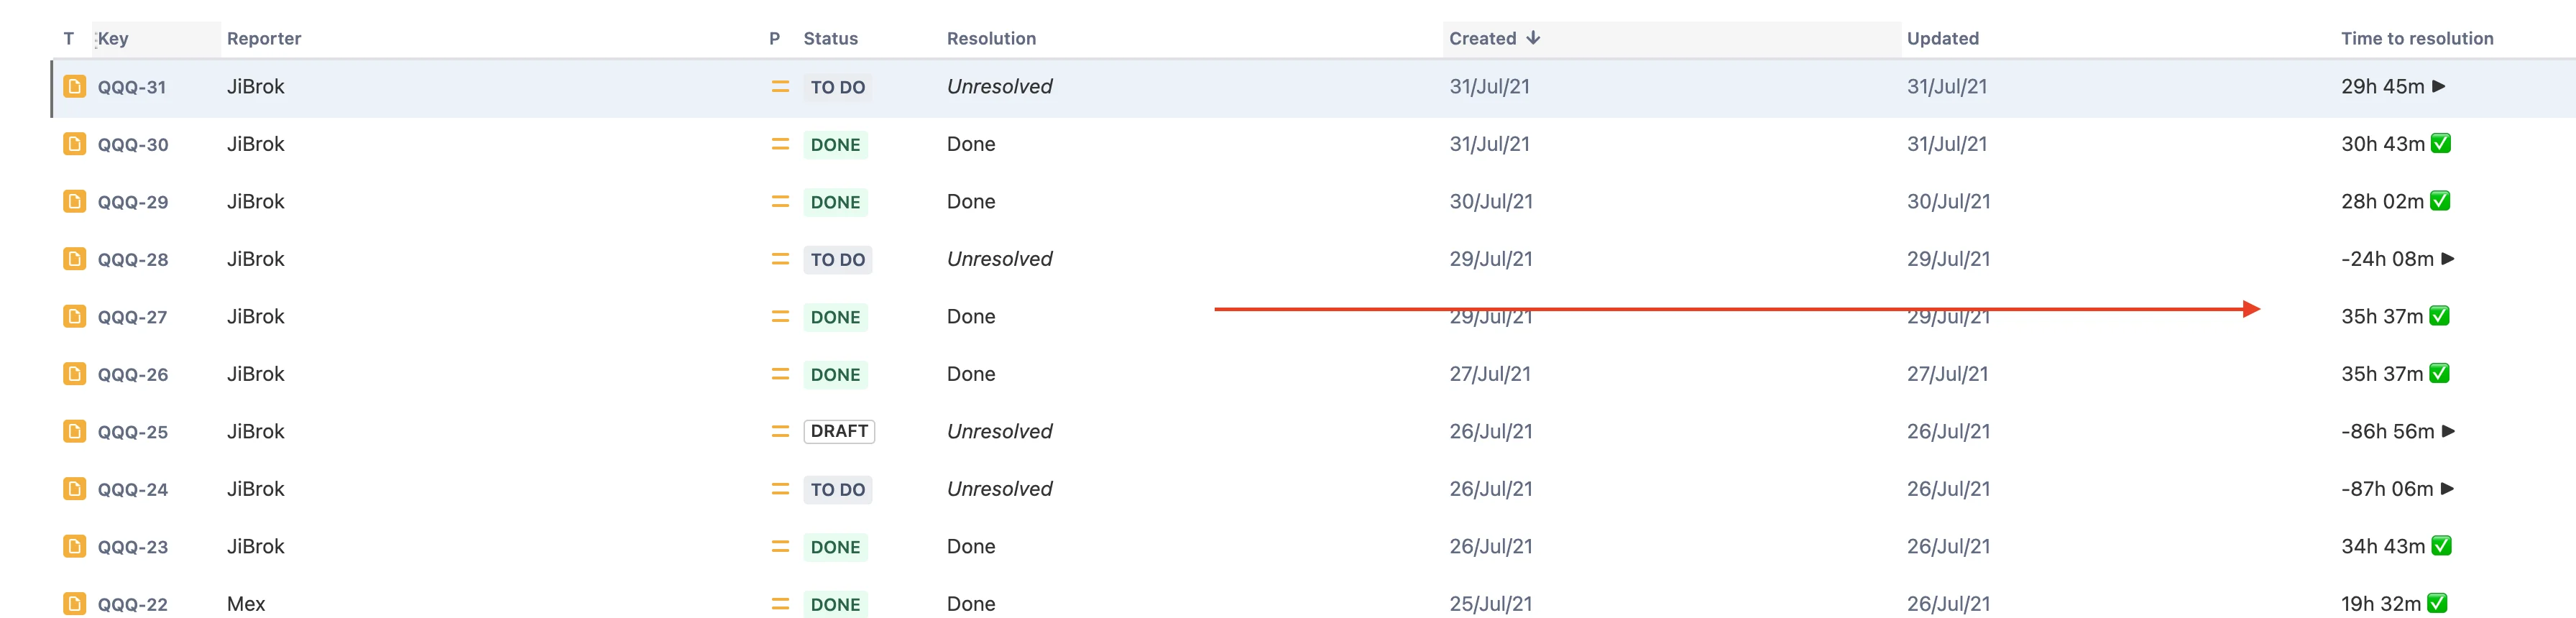 T Key Reporter P Status Resolution Created ↓ Updated Time to resolution
QQQ-31 JiBrok TO DO Unresolved 31/Jul/21 31/Jul/21 29h 45m ▶
QQQ-30 JiBrok DONE Done 31/Jul/21 31/Jul/21 30h 43m ✅
QQQ-29 JiBrok DONE Done 30/Jul/21 30/Jul/21 28h 02m ✅
QQQ-28 JiBrok TO DO Unresolved 29/Jul/21 29/Jul/21 -24h 08m ▶
QQQ-27 JiBrok DONE Done 29/Jul/21 29/Jul/21 35h 37m ✅
QQQ-26 JiBrok DONE Done 27/Jul/21 27/Jul/21 35h 37m ✅
QQQ-25 JiBrok DRAFT Unresolved 26/Jul/21 26/Jul/21 -86h 56m ▶
QQQ-24 JiBrok TO DO Unresolved 26/Jul/21 26/Jul/21 -87h 06m ▶
QQQ-23 JiBrok DONE Done 26/Jul/21 26/Jul/21 34h 43m ✅
QQQ-22 Mex DONE Done 25/Jul/21 26/Jul/21 19h 32m ✅